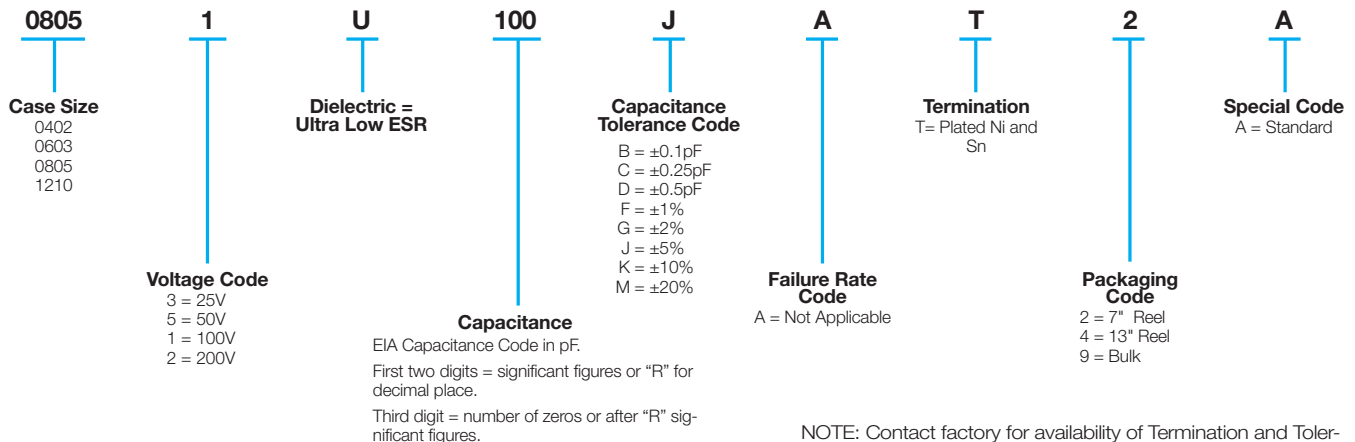 0805 1 U 100 J A T 2 A
Case Size
0402
0603
0805
1210
Voltage Code
3 = 25V
5 = 50V
1 = 100V
2 = 200V
Dielectric =
Ultra Low ESR
Capacitance
EIA Capacitance Code in pF.
First two digits = significant figures or “R” for
decimal place.
Third digit = number of zeros or after “R” sig-
nificant figures.
Capacitance
Tolerance Code
B = ±0.1pF
C = ±0.25pF
D = ±0.5pF
F = ±1%
G = ±2%
J = ±5%
K = ±10%
M = ±20%
Failure Rate
Code
A = Not Applicable
Termination
T= Plated Ni and
Sn
Packaging
Code
2 = 7" Reel
4 = 13" Reel
9 = Bulk
Special Code
A = Standard
NOTE: Contact factory for availability of Termination and Toler-